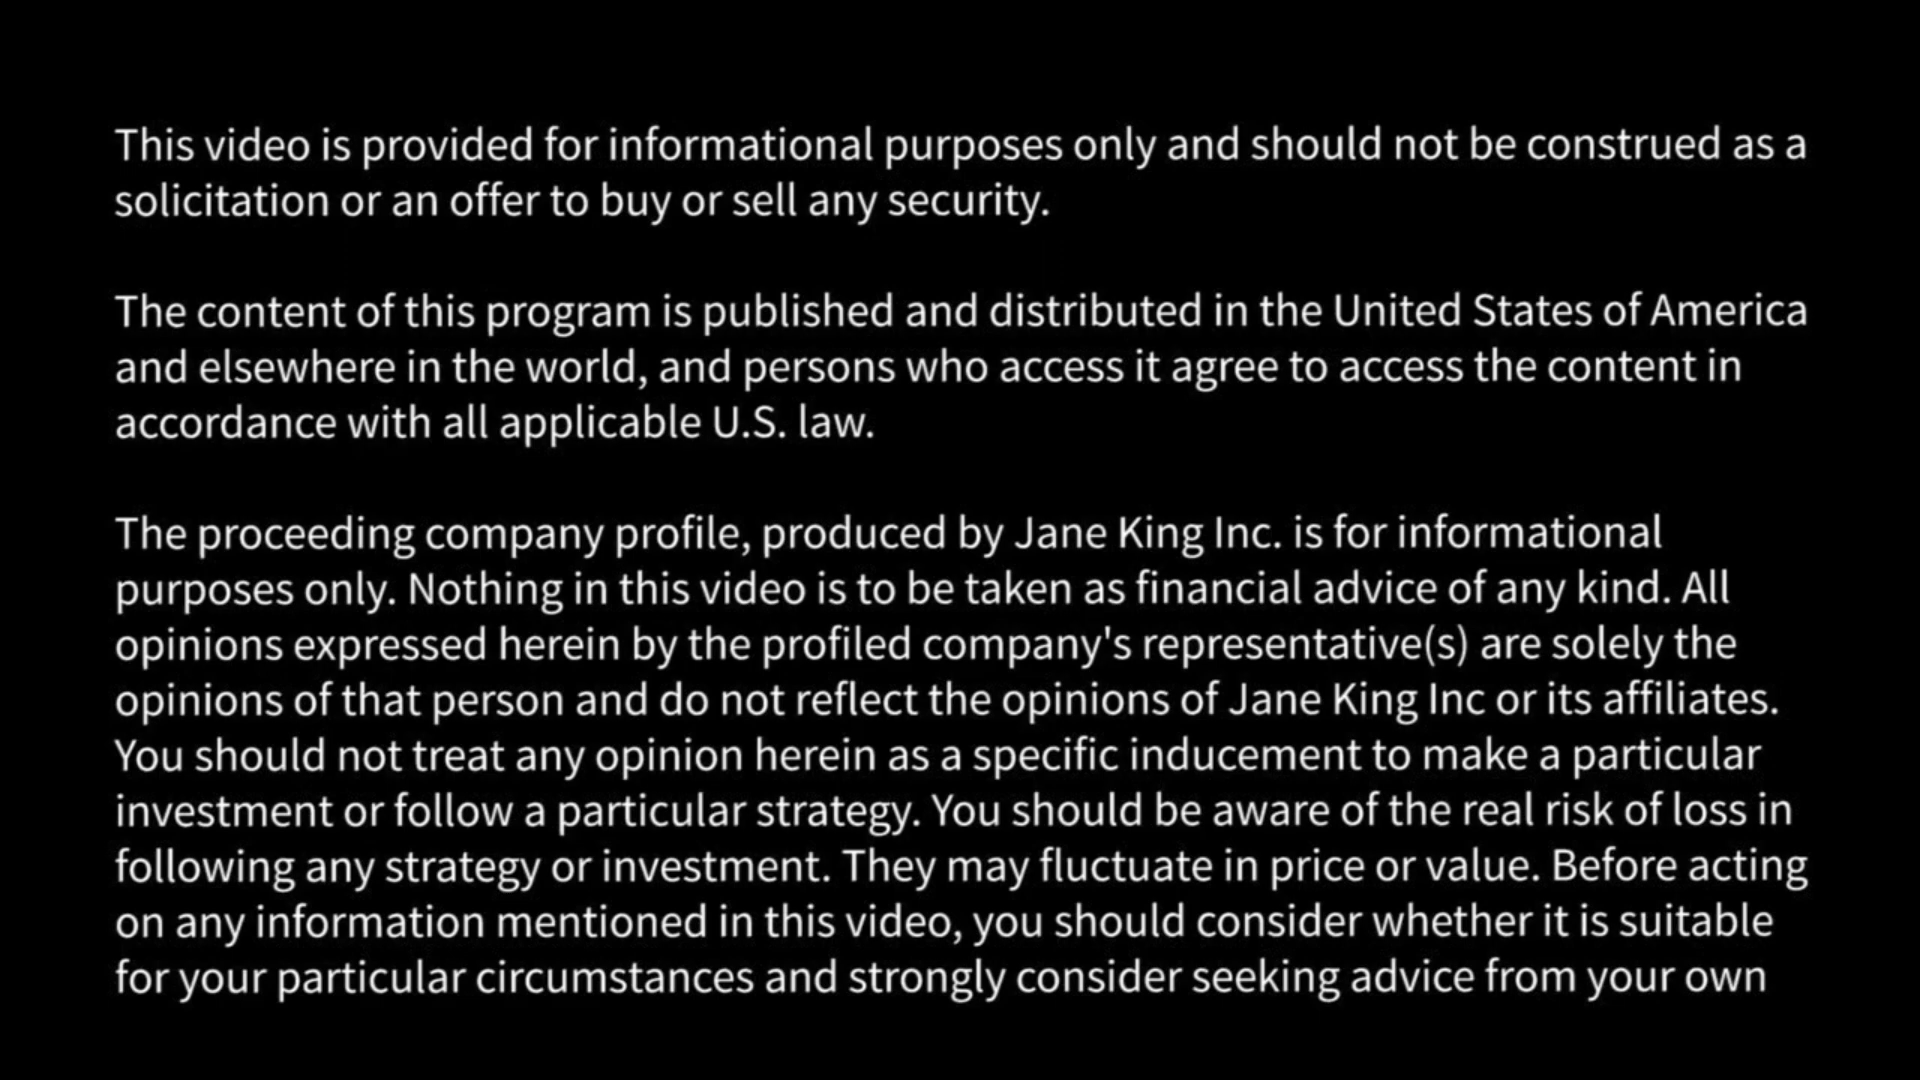 This video is provided for informational purposes only and should not be construed as a
solicitation or an offer to buy or sell any security.
The content of this program is published and distributed in the United States of America
and elsewhere in the world, and persons who access it agree to access the content in
accordance with all applicable U.S. law.
The proceeding company profile, produced by Jane King Inc. is for informational
purposes only. Nothing in this video is to be taken as financial advice of any kind. All
opinions expressed herein by the profiled company's representative(s) are solely the
opinions of that person and do not reflect the opinions of Jane King Inc or its affiliates.
You should not treat any opinion herein as a specific inducement to make a particular
investment or follow a particular strategy. You should be aware of the real risk of loss in
following any strategy or investment. They may fluctuate in price or value. Before acting
on any information mentioned in this video, you should consider whether it is suitable
for your particular circumstances and strongly consider seeking advice from your own